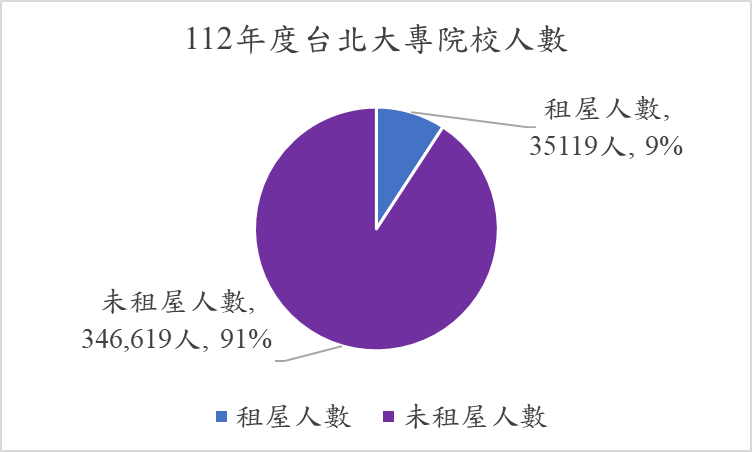 112年度台北大專院校人數
租屋人數,
35119人, 9%
未租屋人數,
346,619人, 91%
租屋人數
未租屋人數